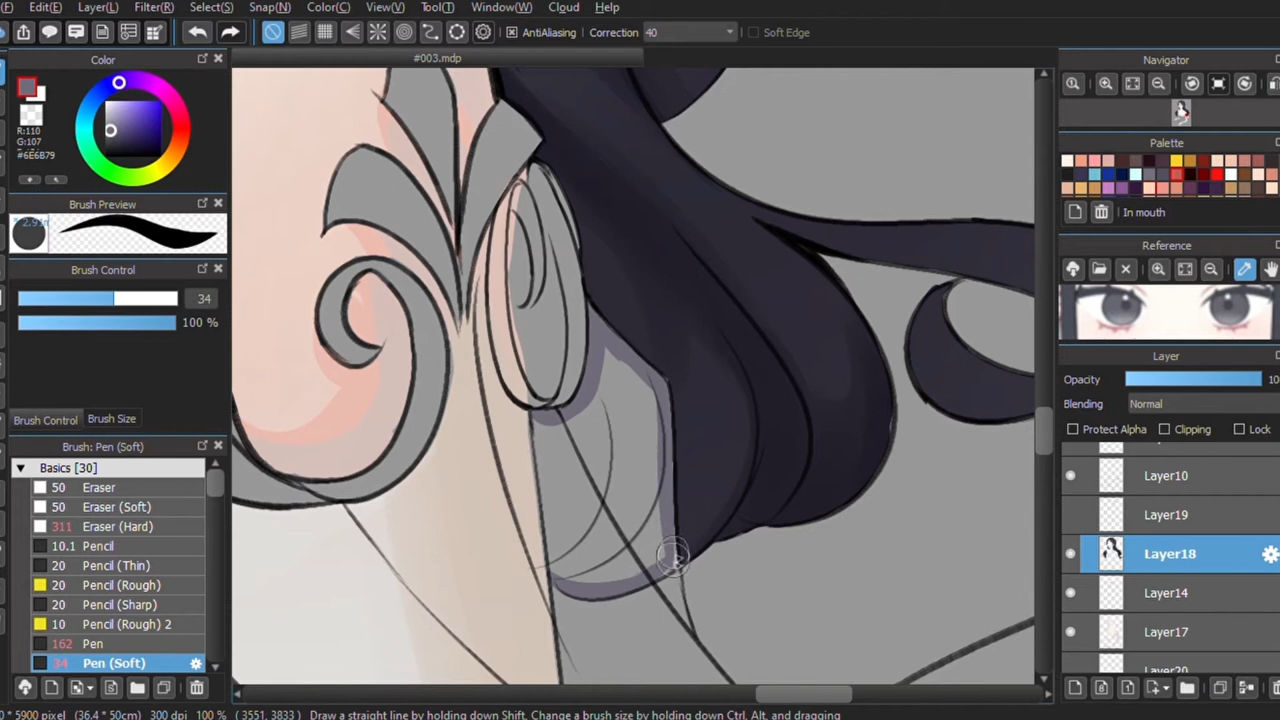 (F) Edit(E) Layer(L) Filter(R) Select(S) Snap(N) Color(C) View(V) Tool(T) Window(W) Cloud Help
AntiAliasing Correction 40 Soft Edge
#003.mdp
Color
R:110
G:107
#6E6B79
Brush Preview
Brush Control
34
100 %
Brush Control Brush Size
Brush: Pen (Soft)
Basics [30]
50 Eraser
50 Eraser (Soft)
311 Eraser (Hard)
10.1 Pencil
20 Pencil (Thin)
20 Pencil (Rough)
20 Pencil (Sharp)
10 Pencil (Rough) 2
162 Pen
34 Pen (Soft)
Navigator
Palette
In mouth
Reference
Layer
Opacity 10
Blending Normal
Protect Alpha Clipping Lock
Layer10
Layer19
Layer18
Layer14
Layer17
Layer20
* 5900 pixel (36.4 * 50cm) 300 dpi 100 % ( 3551, 3833 ) Draw a straight line by holding down Shift, Change a brush size by holding down Ctrl, Alt, and dragging